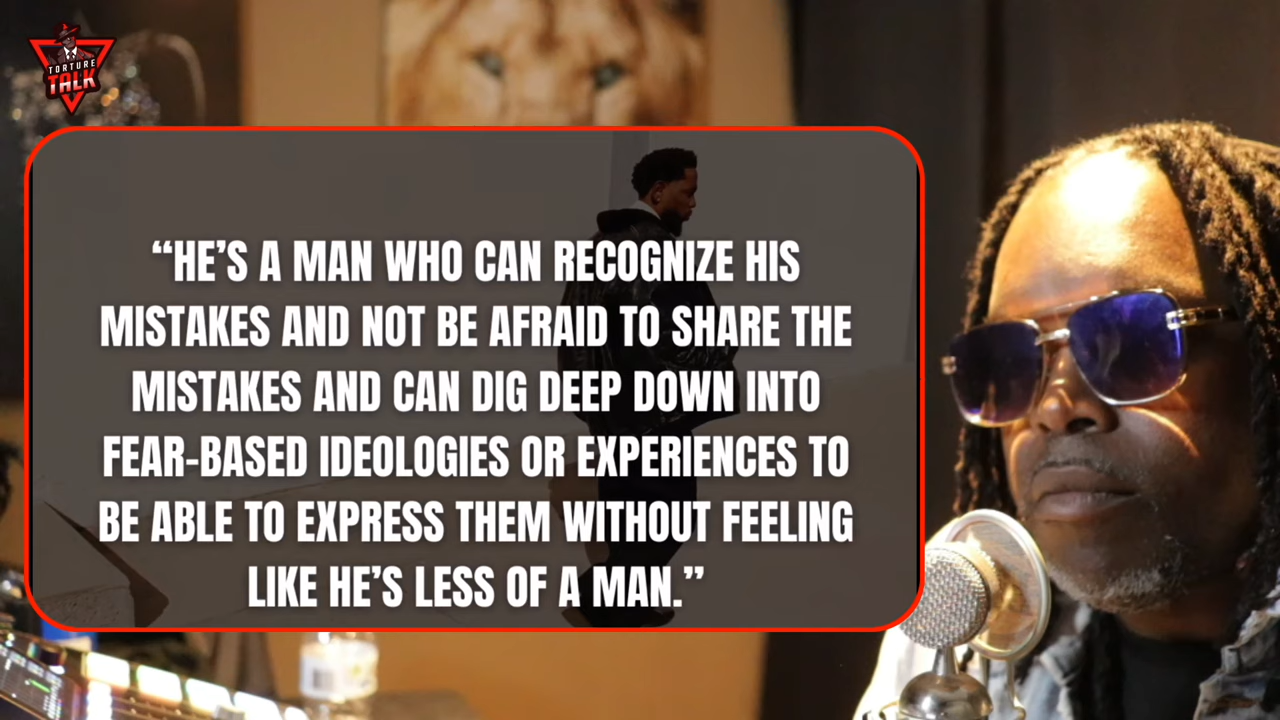 TORTURE
TALK
“HE’S A MAN WHO CAN RECOGNIZE HIS
MISTAKES AND NOT BE AFRAID TO SHARE THE
MISTAKES AND CAN DIG DEEP DOWN INTO
FEAR-BASED IDEOLOGIES OR EXPERIENCES TO
BE ABLE TO EXPRESS THEM WITHOUT FEELING
LIKE HE’S LESS OF A MAN.”